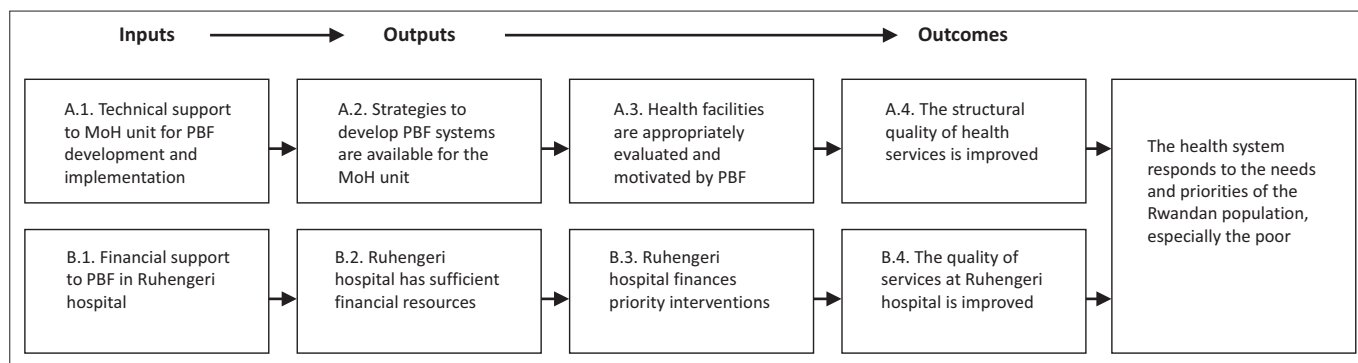 Inputs
Outputs
Outcomes
A.1. Technical support
to MoH unit for PBF
development and
implementation
A.2. Strategies to
develop PBF systems
are available for the
MoH unit
A.3. Health facilities
are appropriately
evaluated and
motivated by PBF
A.4. The structural
quality of health
services is improved
The health system
responds to the needs
and priorities of the
Rwandan population,
especially the poor
B.1. Financial support
to PBF in Ruhengeri
hospital
B.2. Ruhengeri
hospital has sufficient
financial resources
B.3. Ruhengeri
hospital finances
priority interventions
B.4. The quality of
services at Ruhengeri
hospital is improved